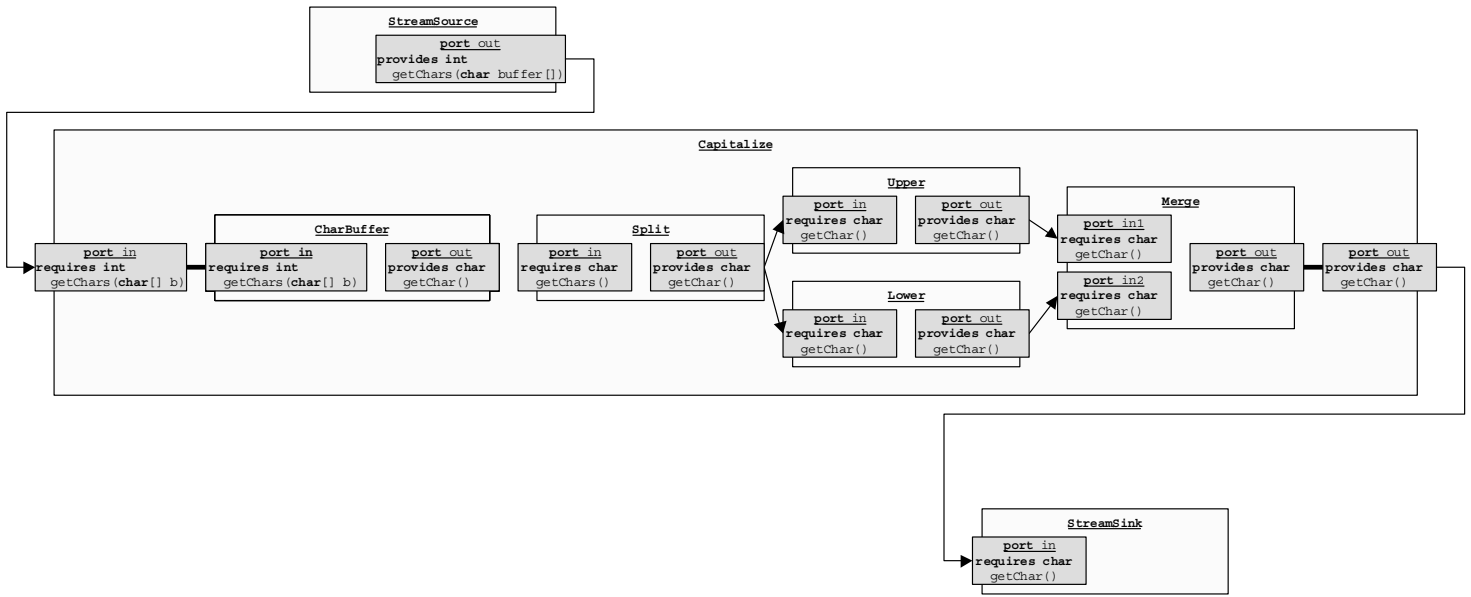 StreamSource
port out
provides int
getChars(char buffer[])
Capitalize
port in
requires int
getChars(char[] b)
CharBuffer
port in
requires int
getChars(char[] b)
port out
provides char
getChar()
Split
port in
requires char
getChars()
port out
provides char
getChar()
Upper
port in
requires char
getChar()
port out
provides char
getChar()
Lower
port in
requires char
getChar()
port out
provides char
getChar()
Merge
port in1
requires char
getChar()
port in2
requires char
getChar()
port out
provides char
getChar()
port out
provides char
getChar()
StreamSink
port in
requires char
getChar()